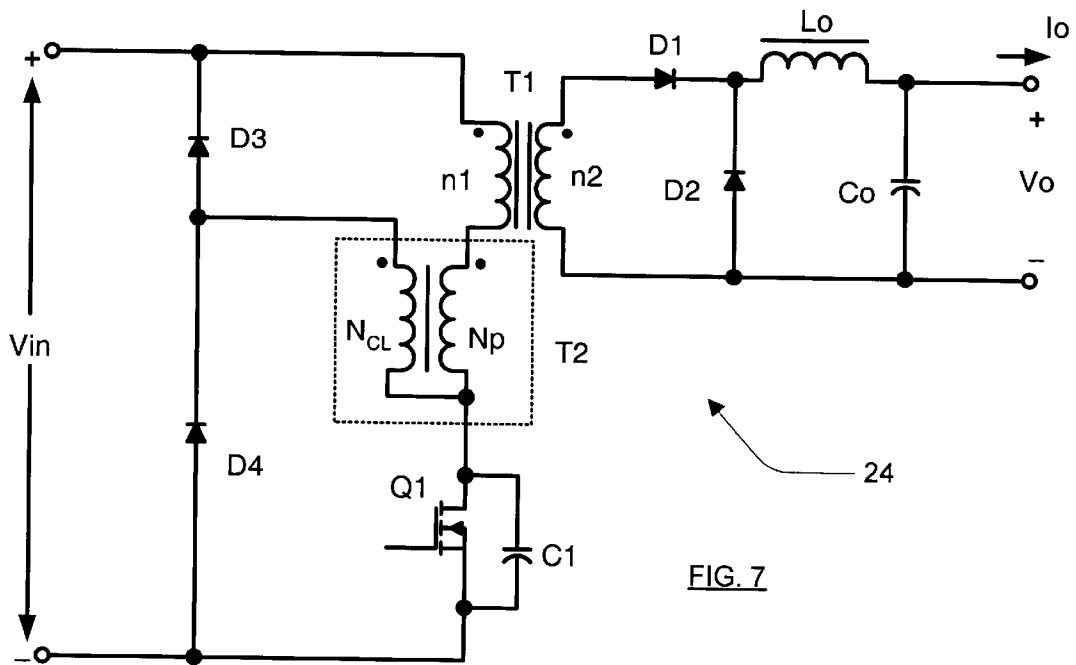 Lo
Io
D1
+
T1
+
D3
n1
n2
D2
Co
Vo
−
Vin
NCL
Np
T2
D4
Q1
24
C1
FIG. 7
−